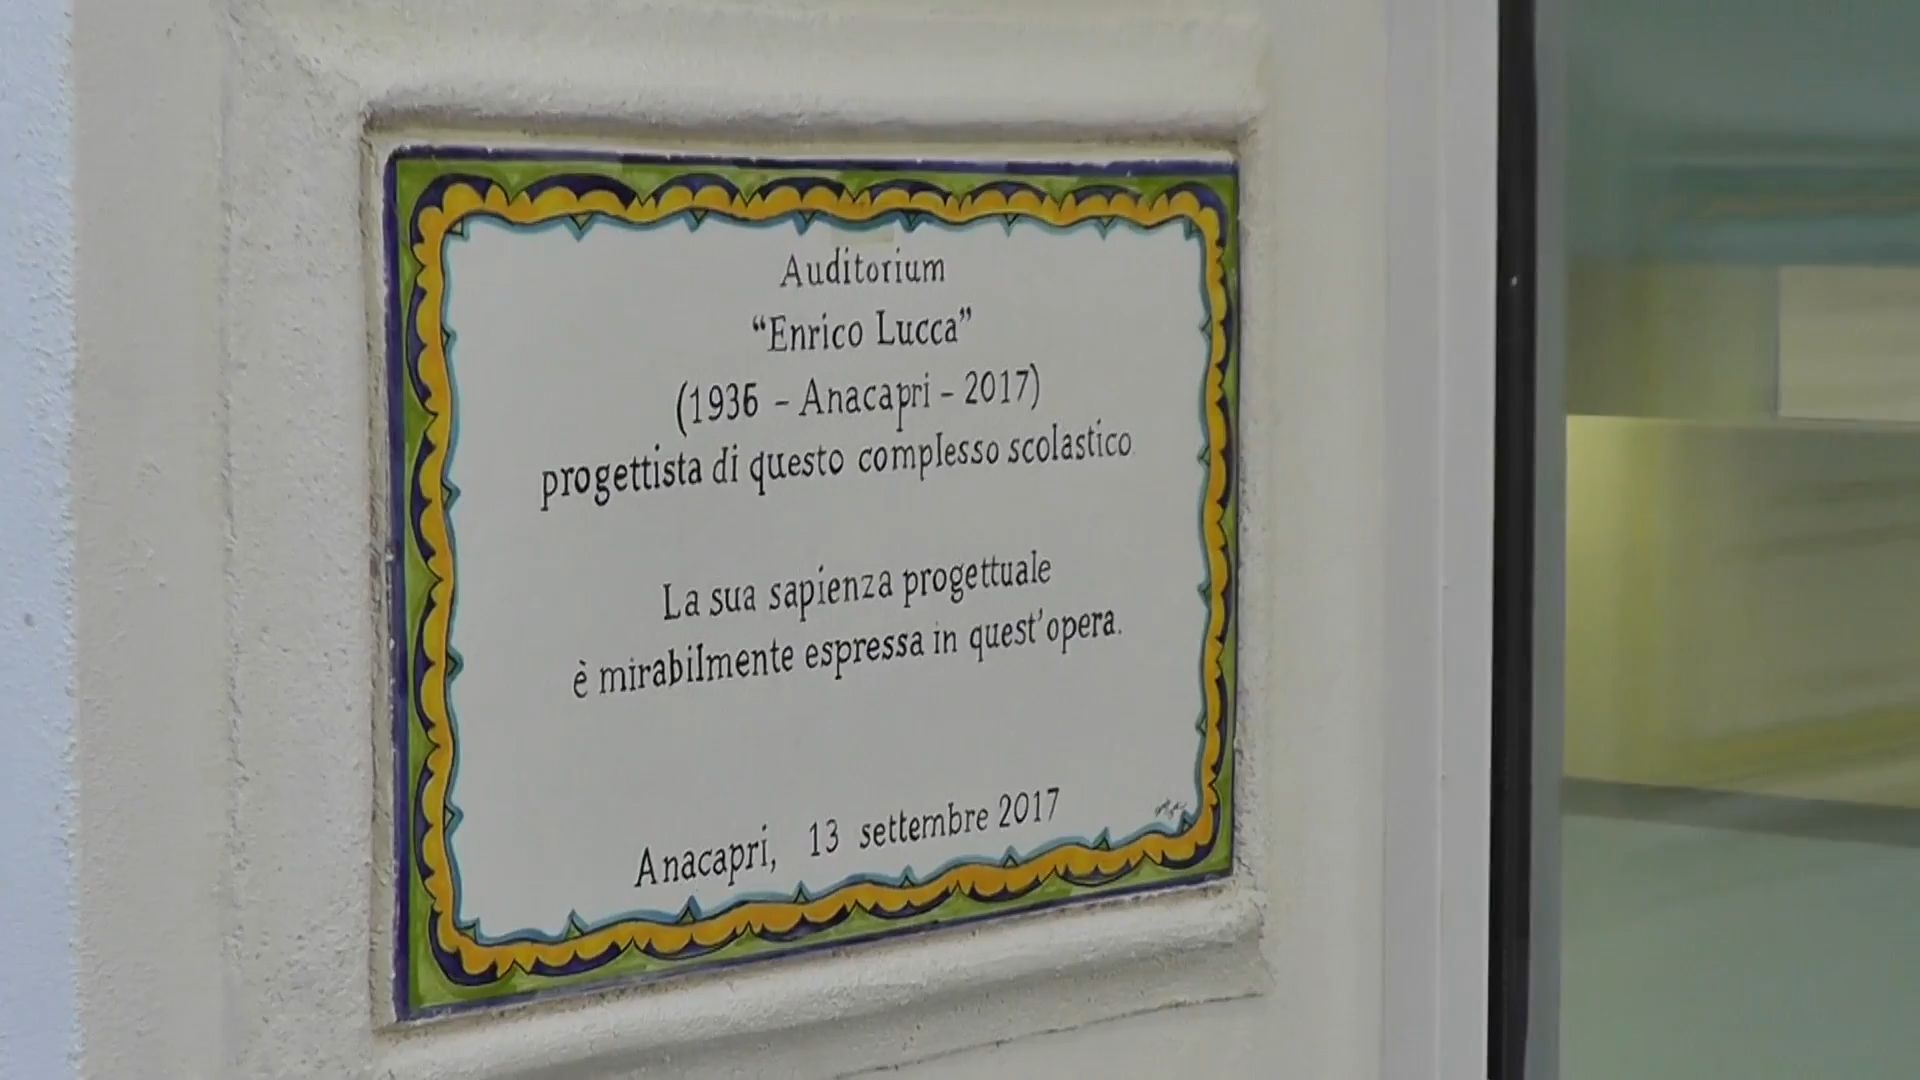 Auditorium
“Enrico Lucca”
(1936 - Anacapri - 2017)
progettista di questo complesso scolastico
La sua sapienza progettuale
è mirabilmente espressa in quest'opera.
Anacapri, 13 settembre 2017